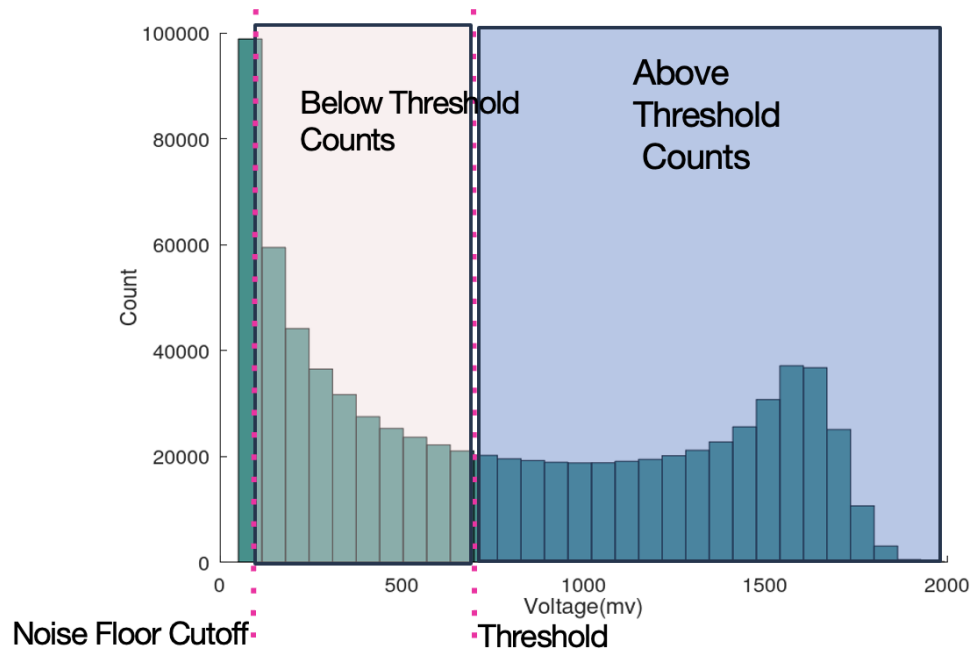 100000
80000
60000
40000
20000
0
Count
Below Threshold
Counts
Above
Threshold
Counts
0
500
1000
1500
2000
Voltage(mv)
Noise Floor Cutoff
Threshold